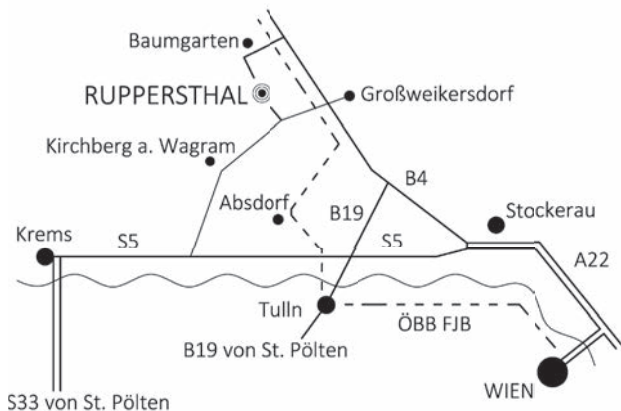 Baumgarten
RUPPERSTHAL
Großweikersdorf
Kirchberg a. Wagram
B4
Absdorf
B19
Stockerau
Krems
S5
S5
A22
Tulln
ÖBB FJB
B19 von St. Pölten
WIEN
S33 von St. Pölten